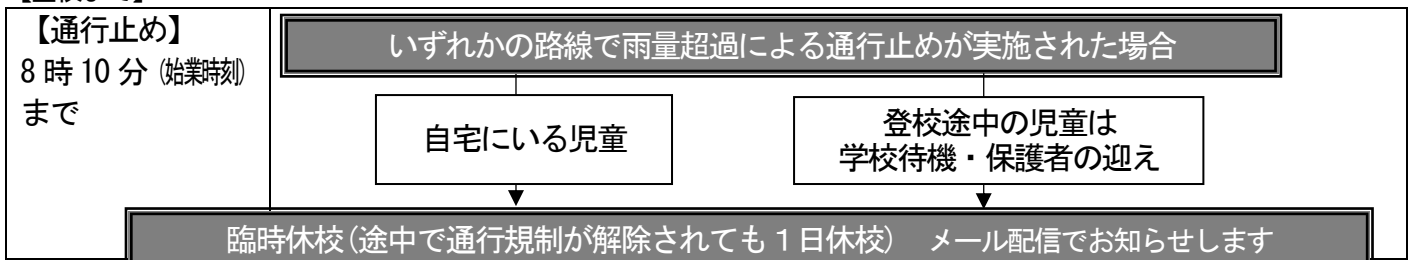 【通行止め】
8時10分(始業時刻)
まで
いずれかの路線で雨量超過による通行止めが実施された場合
自宅にいる児童
登校途中の児童は
学校待機・保護者の迎え
臨時休校(途中で通行規制が解除されても1日休校) メール配信でお知らせします